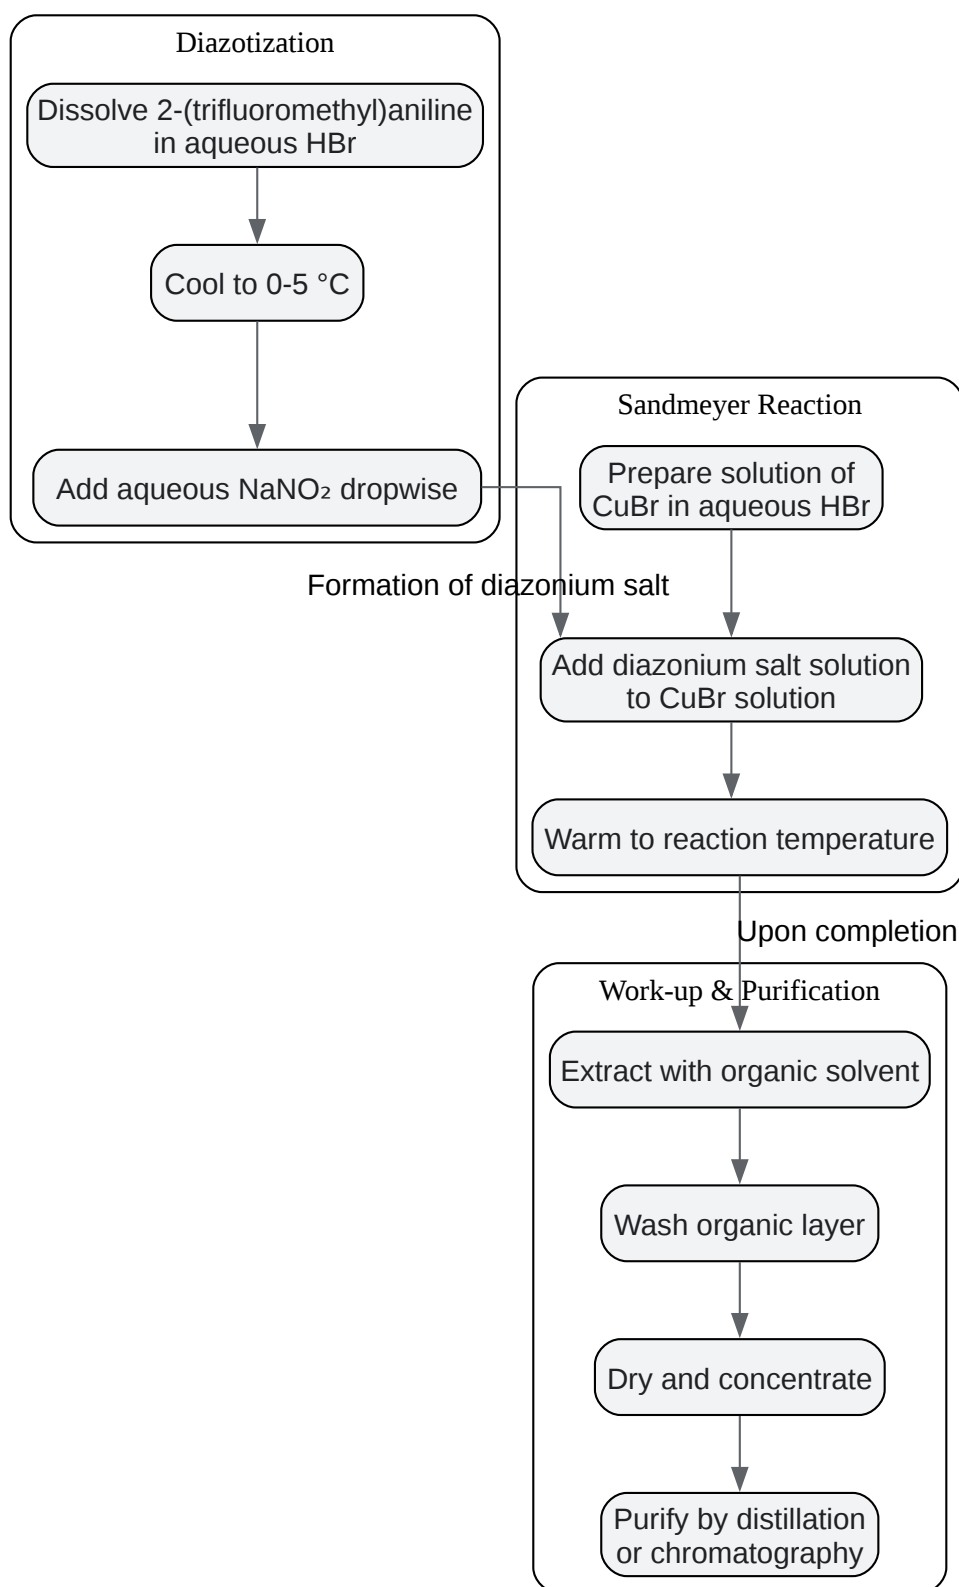 Diazotization
Dissolve 2-(trifluoromethyl)aniline
in aqueous HBr
Cool to 0-5 °C
Add aqueous NaNO₂ dropwise
Formation of diazonium salt
Sandmeyer Reaction
Prepare solution of
CuBr in aqueous HBr
Add diazonium salt solution
to CuBr solution
Warm to reaction temperature
Upon completion
Work-up & Purification
Extract with organic solvent
Wash organic layer
Dry and concentrate
Purify by distillation
or chromatography